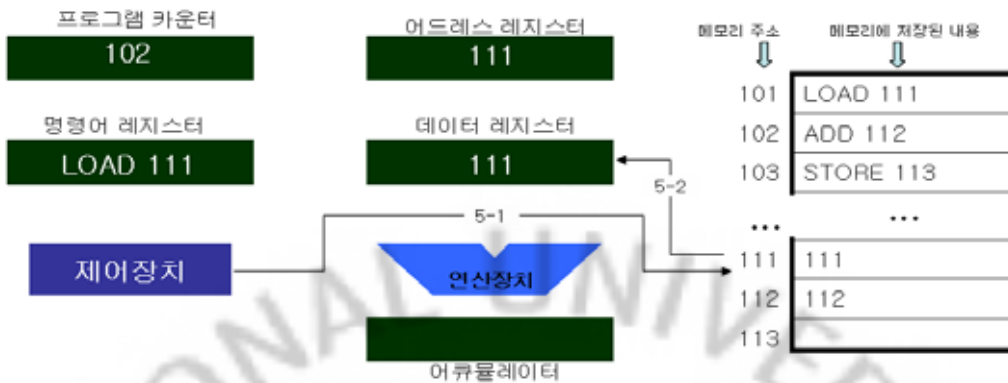 프로그램 카운터
102
어드레스 레지스터
111
메모리 주소
메모리에 저장된 내용
명령어 레지스터
LOAD 111
데이터 레지스터
111
101 LOAD 111
102 ADD 112
103 STORE 113
... ...
111 111
112 112
113
5-2
5-1
제어장치
연산장치
어큐뮬레이터